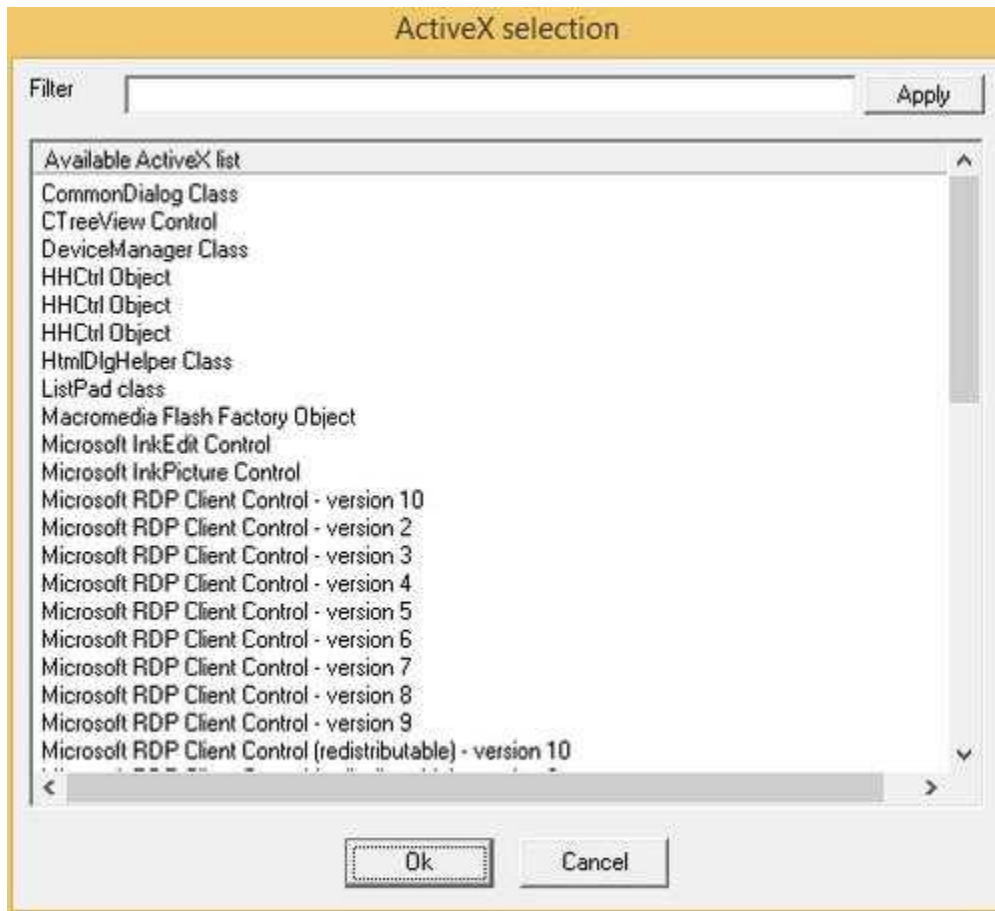 ActiveX selection
Filter
Apply
Available ActiveX list
CommonDialog Class
CTreeView Control
DeviceManager Class
HHCtrl Object
HHCtrl Object
HHCtrl Object
HtmlDlgHelper Class
ListPad class
Macromedia Flash Factory Object
Microsoft InkEdit Control
Microsoft InkPicture Control
Microsoft RDP Client Control - version 10
Microsoft RDP Client Control - version 2
Microsoft RDP Client Control - version 3
Microsoft RDP Client Control - version 4
Microsoft RDP Client Control - version 5
Microsoft RDP Client Control - version 6
Microsoft RDP Client Control - version 7
Microsoft RDP Client Control - version 8
Microsoft RDP Client Control - version 9
Microsoft RDP Client Control (redistributable) - version 10
Ok Cancel